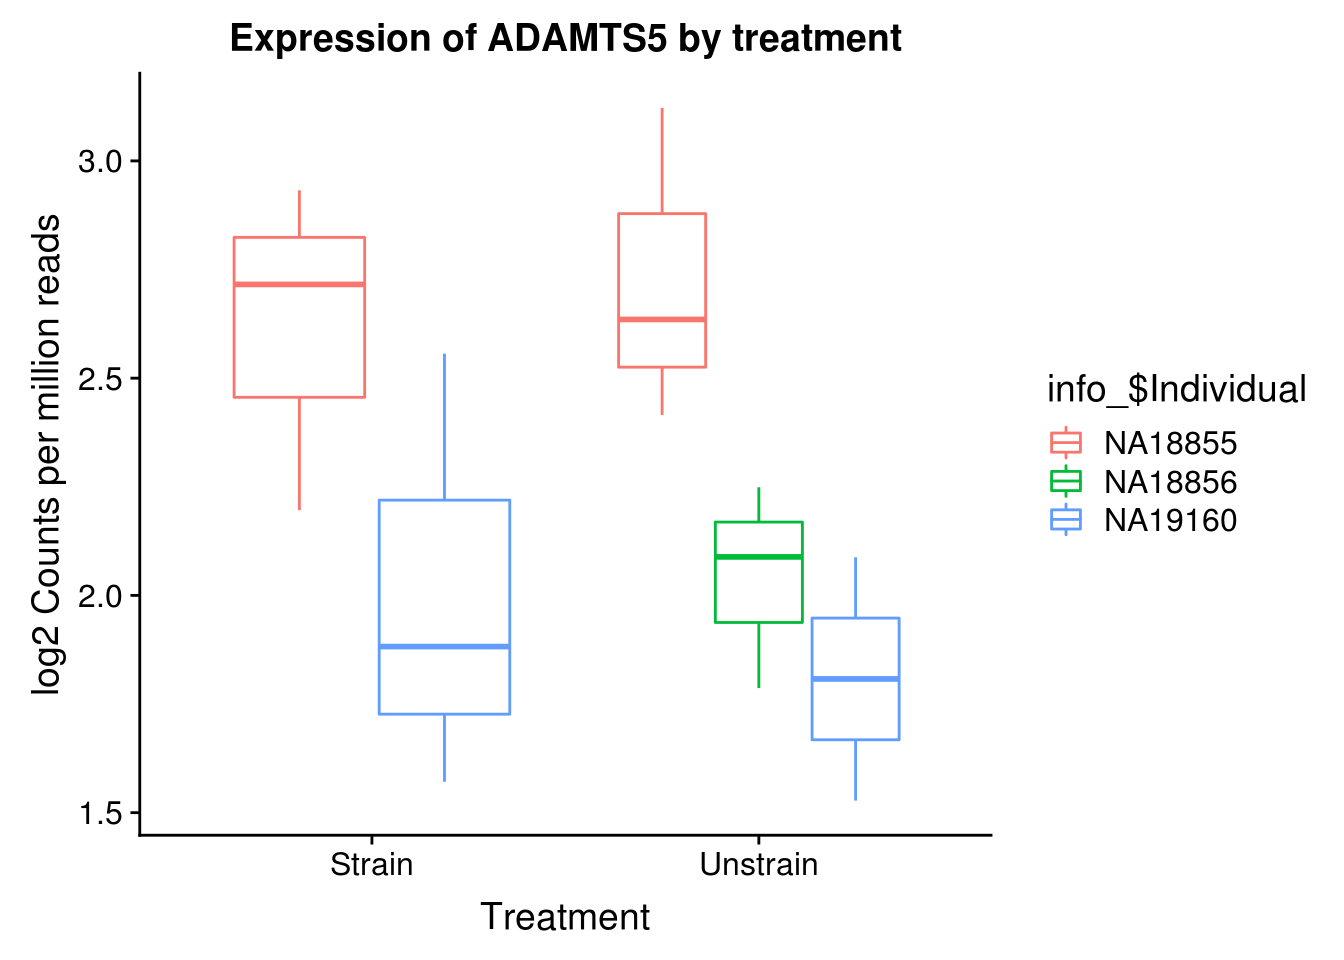 Expression of ADAMTS5 by treatment
log2 Counts per million reads
3.0
2.5
2.0
1.5
Strain
Unstrain
Treatment
info_$Individual
NA18855
NA18856
NA19160